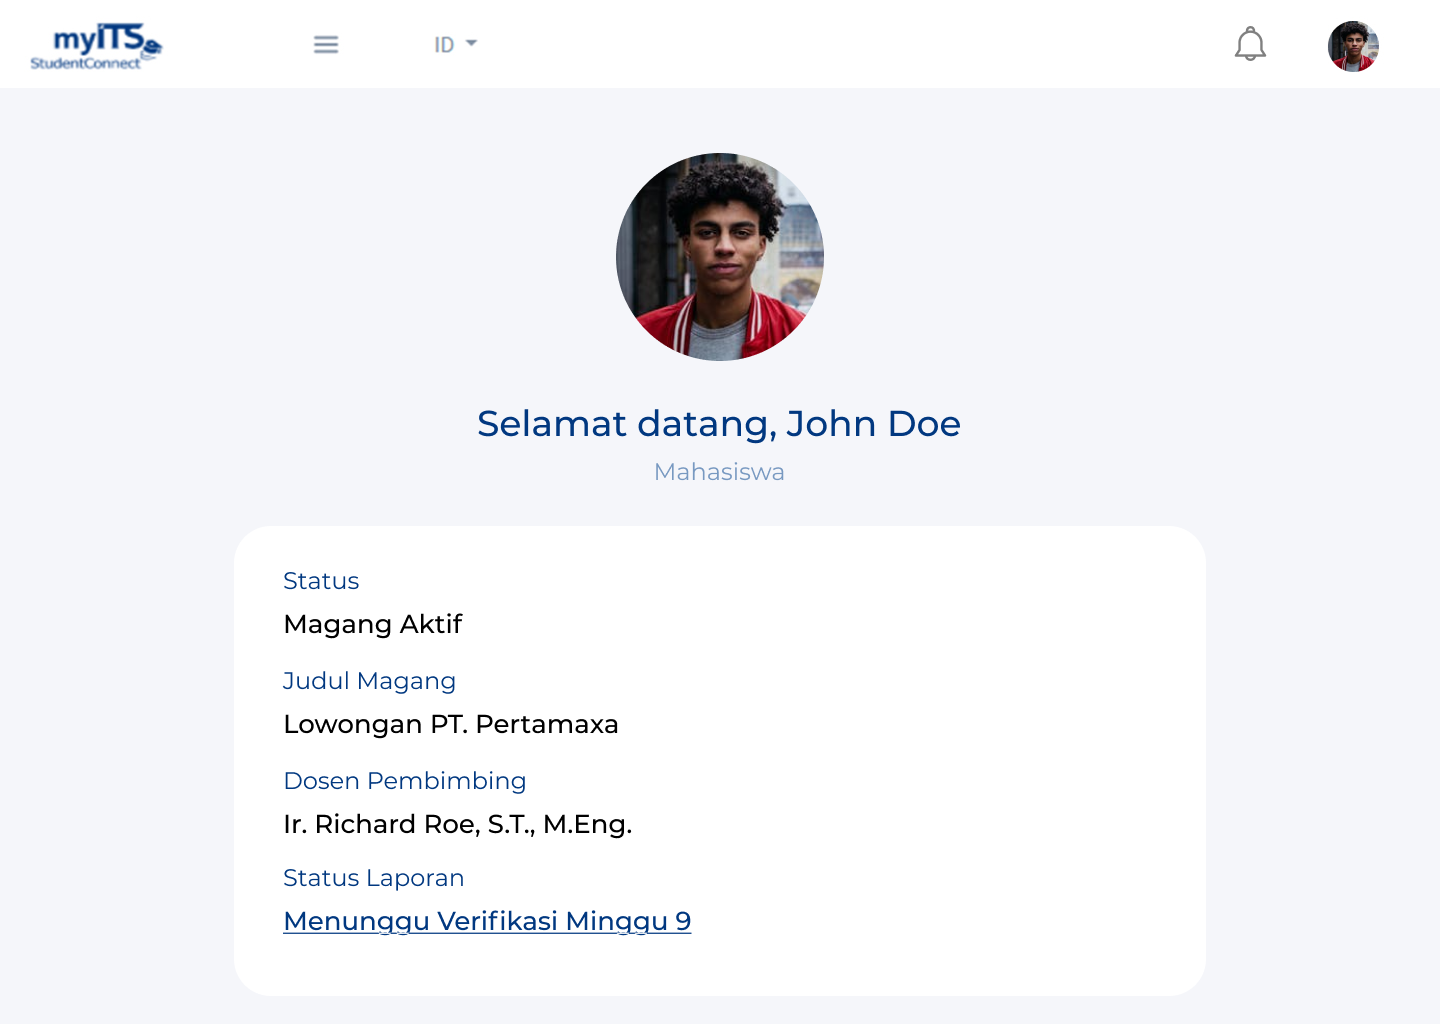 myITS
StudentConnect
ID
Selamat datang, John Doe
Mahasiswa
Status
Magang Aktif
Judul Magang
Lowongan PT. Pertamaxa
Dosen Pembimbing
Ir. Richard Roe, S.T., M.Eng.
Status Laporan
Menunggu Verifikasi Minggu 9